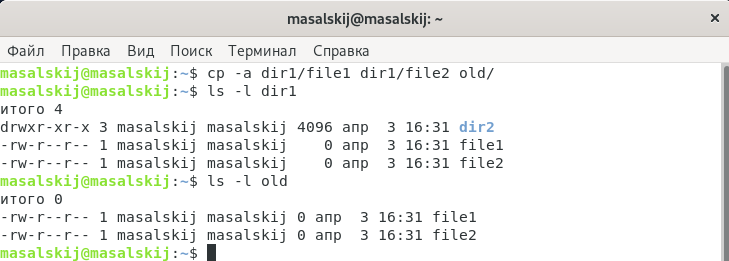 masalskij@masalskij: ~ ×
Файл Правка Вид Поиск Терминал Справка
masalskij@masalskij:~$ cp -a dir1/file1 dir1/file2 old/
masalskij@masalskij:~$ ls -l dir1
итого 4
drwxr-xr-x 3 masalskij masalskij 4096 апр  3 16:31 dir2
-rw-r--r-- 1 masalskij masalskij    0 апр  3 16:31 file1
-rw-r--r-- 1 masalskij masalskij    0 апр  3 16:31 file2
masalskij@masalskij:~$ ls -l old
итого 0
-rw-r--r-- 1 masalskij masalskij 0 апр  3 16:31 file1
-rw-r--r-- 1 masalskij masalskij 0 апр  3 16:31 file2
masalskij@masalskij:~$